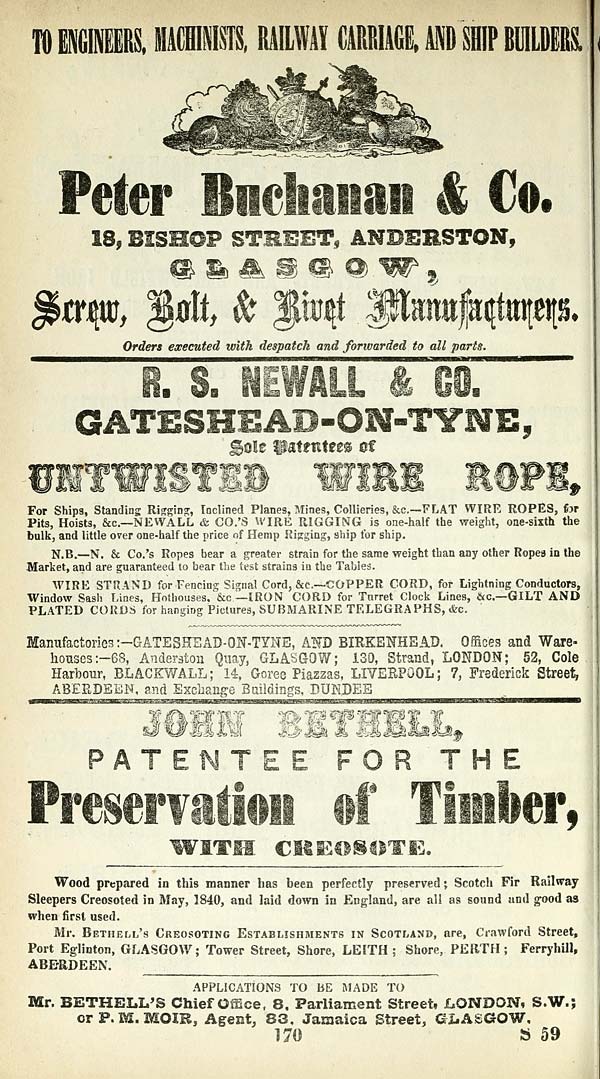 TO ENGINEERS, MACHINISTS, RAILWAY CARRIAGE, AND SHIP BUILDERS.
Peter Buchanan & Co.
18, BISHOP STREET, ANDERSTON,
GLASGOW,
Screw, Bolt, & Rivet Manufacturers.
Orders executed with despatch and forwarded to all parts.
R. S. NEWALL & CO.
GATESHEAD-ON-TYNE,
Sole Patentees of
UNTWISTED WIRE ROPE,
For Ships, Standing Rigging, Inclined Planes, Mines, Collieries, &c.—FLAT WIRE ROPES, for
Pits, Hoists, &c.—NEWALL & CO.'S WIRE RIGGING is one-half the weight, one-sixth the
bulk, and little over one-half the price of Hemp Rigging, ship for ship.
N.B.—N. & Co.'s Ropes bear a greater strain for the same weight than any other Ropes in the
Market, and are guaranteed to bear the test strains in the Tables.
WIRE STRAND for Fencing Signal Cord, &c.—COPPER CORD, for Lightning Conductors,
Window Sash Lines, Hothouses, &c—IRON CORD for Turret Clock Lines, &c.—GILT AND
PLATED CORDS for hanging Pictures, SUBMARINE TELEGRAPHS, &c.
Manufactories:—GATESHEAD-ON-TYNE, AND BIRKENHEAD. Offices and Ware-
houses:—68, Anderston Quay, GLASGOW; 130, Strand, LONDON; 52, Cole
Harbour, BLACKWALL; 14, Goree Piazzas, LIVERPOOL; 7, Frederick Street,
ABERDEEN, and Exchange Buildings, DUNDEE
JOHN BETHELL,
PATENTEE FOR THE
Preservation of Timber,
WITH CREOSOTE.
Wood prepared in this manner has been perfectly preserved; Scotch Fir Railway
Sleepers Creosoted in May, 1840, and laid down in England, are all as sound and good as
when first used.
Mr. BETHELL'S CREOSOTING ESTABLISHMENTS IN SCOTLAND, are, Crawford Street,
Port Eglinton, GLASGOW; Tower Street, Shore, LEITH; Shore, PERTH; Ferryhill,
ABERDEEN.
APPLICATIONS TO BE MADE TO
Mr. BETHELL'S Chief Office, 8, Parliament Street, LONDON, S.W.;
or P. M. MOIR, Agent, 83, Jamaica Street, GLASGOW.
170 S 59